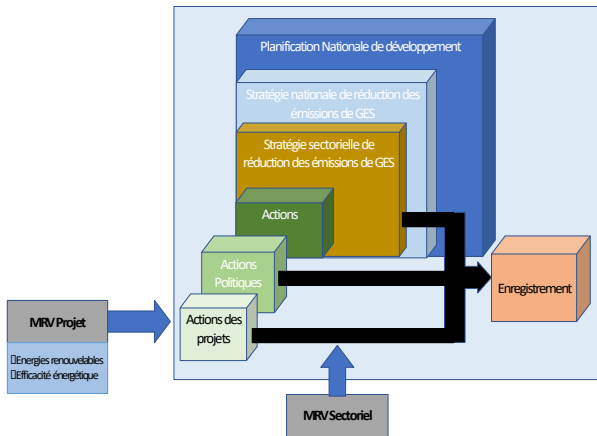 Planification Nationale de développement
Stratégie nationale de réduction des
émissions de GES
Stratégie sectorielle de
réduction des émissions de GES
Actions
Actions
Politiques
Enregistrement
Actions des
projets
MRV Projet
Energies renouvelables
Efficacité énergétique
MRV Sectoriel